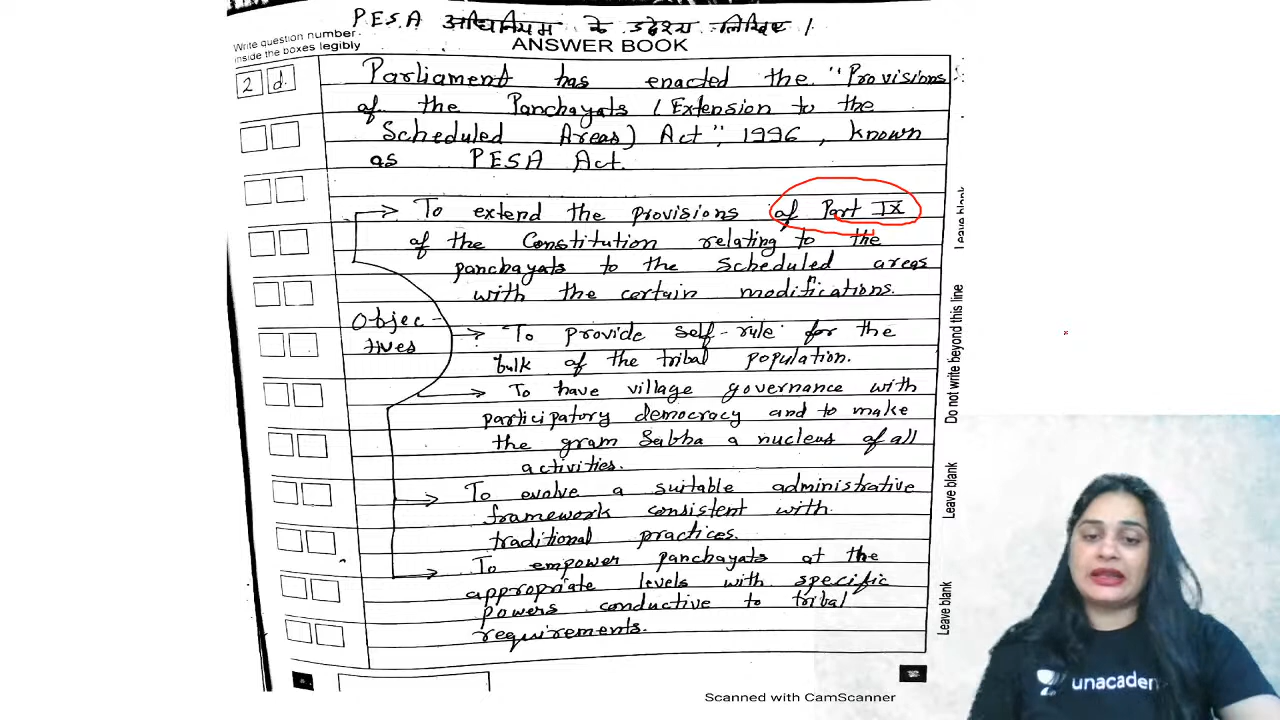 P.E.S.A अधिनियम के उद्देश्य लिखिए।
Write question number
inside the boxes legibly
ANSWER BOOK
2 d.
Parliament has enacted the "Provisions
of the Panchayats (Extension to the
Scheduled Areas) Act", 1996, known
as PESA Act.
To extend the provisions of Part IX
of the Constitution relating to the
panchayats to the scheduled areas
with the certain modifications.
Objec-
tives
To provide self-rule for the
bulk of the tribal population.
To have village governance with
participatory democracy and to make
the gram Sabha a nucleus of all
activities.
To evolve a suitable administrative
framework consistent with
traditional practices.
To empower panchayats at the
appropriate levels with specific
powers conductive to tribal
requirements.
Leave blank
Do not write beyond this line
Leave blank
Leave blank
Scanned with CamScanner
unacadem